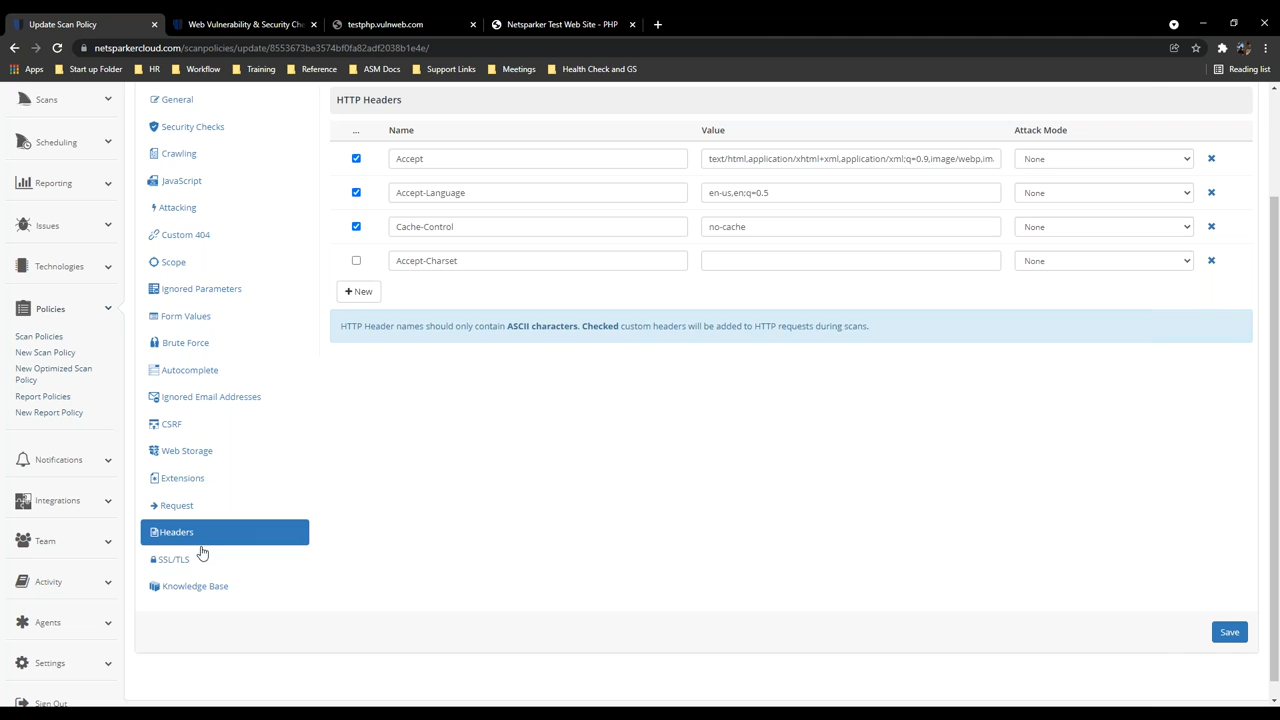 Update Scan Policy
Web Vulnerability & Security Che
testphp.vulnweb.com
Netsparker Test Web Site - PHP
netsparkercloud.com/scanpolicies/update/8553673be3574bf0fa82adf2038b1e4e/
Apps Start up Folder HR Workflow Training Reference ASM Docs Support Links Meetings Health Check and GS Reading list
Scans
Scheduling
Reporting
Issues
Technologies
Policies
Scan Policies
New Scan Policy
New Optimized Scan
Policy
Report Policies
New Report Policy
Notifications
Integrations
Team
Activity
Agents
Settings
Sign Out
General
Security Checks
Crawling
JavaScript
Attacking
Custom 404
Scope
Ignored Parameters
Form Values
Brute Force
Autocomplete
Ignored Email Addresses
CSRF
Web Storage
Extensions
Request
Headers
SSL/TLS
Knowledge Base
HTTP Headers
... Name Value Attack Mode
Accept text/html,application/xhtml+xml,application/xml;q=0.9,image/webp,im. None
Accept-Language en-us,en;q=0.5 None
Cache-Control no-cache None
Accept-Charset None
+ New
HTTP Header names should only contain ASCII characters. Checked custom headers will be added to HTTP requests during scans.
Save